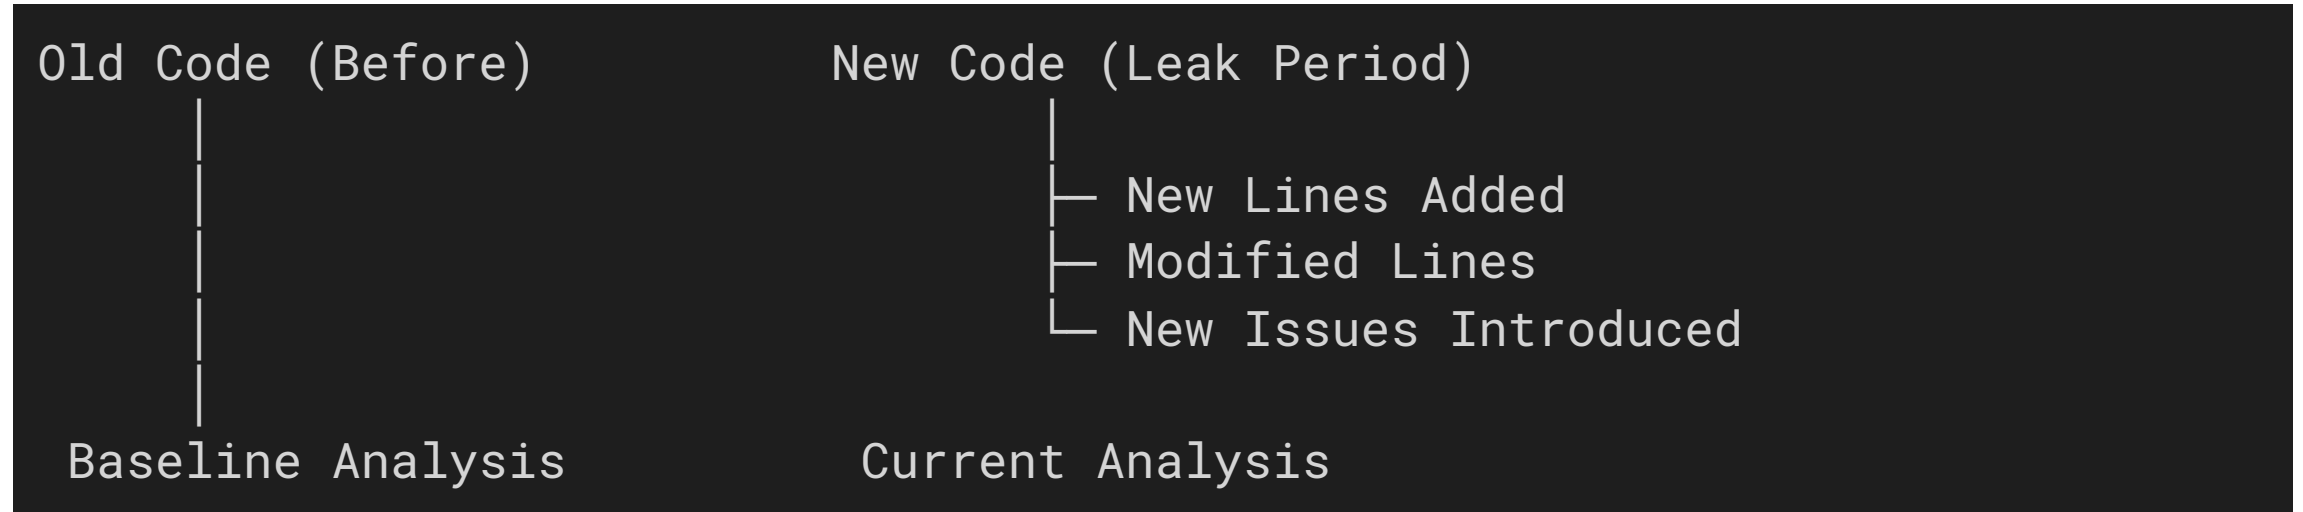 Old Code (Before)          New Code (Leak Period)
     │                            │
     │                            ├─ New Lines Added
     │                            ├─ Modified Lines
     │                            └─ New Issues Introduced
     │
 Baseline Analysis          Current Analysis